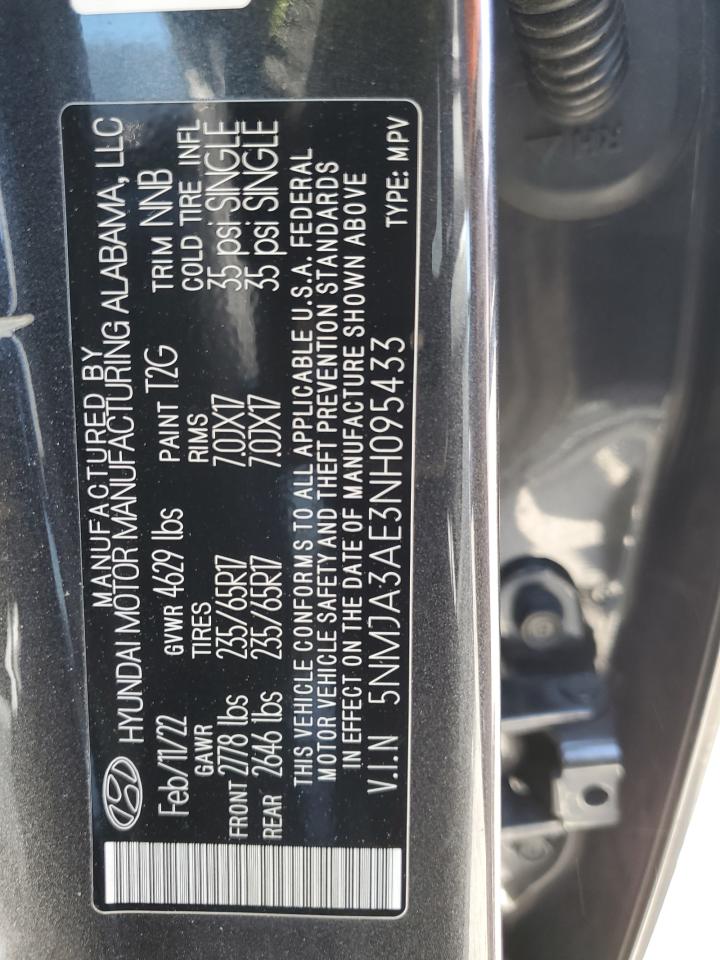 MANUFACTURED BY
HYUNDAI MOTOR MANUFACTURING ALABAMA, LLC
Feb/11/22 GVWR 4629 lbs PAINT T2G TRIM NNB
GAWR TIRES RIMS COLD TIRE INFL
FRONT 2778 lbs 235/65R17 7.0JX17 35 psi SINGLE
REAR 2646 lbs 235/65R17 7.0JX17 35 psi SINGLE
THIS VEHICLE CONFORMS TO ALL APPLICABLE U.S.A. FEDERAL
MOTOR VEHICLE SAFETY AND THEFT PREVENTION STANDARDS
IN EFFECT ON THE DATE OF MANUFACTURE SHOWN ABOVE
V.I.N 5NMJA3AE3NH095433 TYPE: MPV